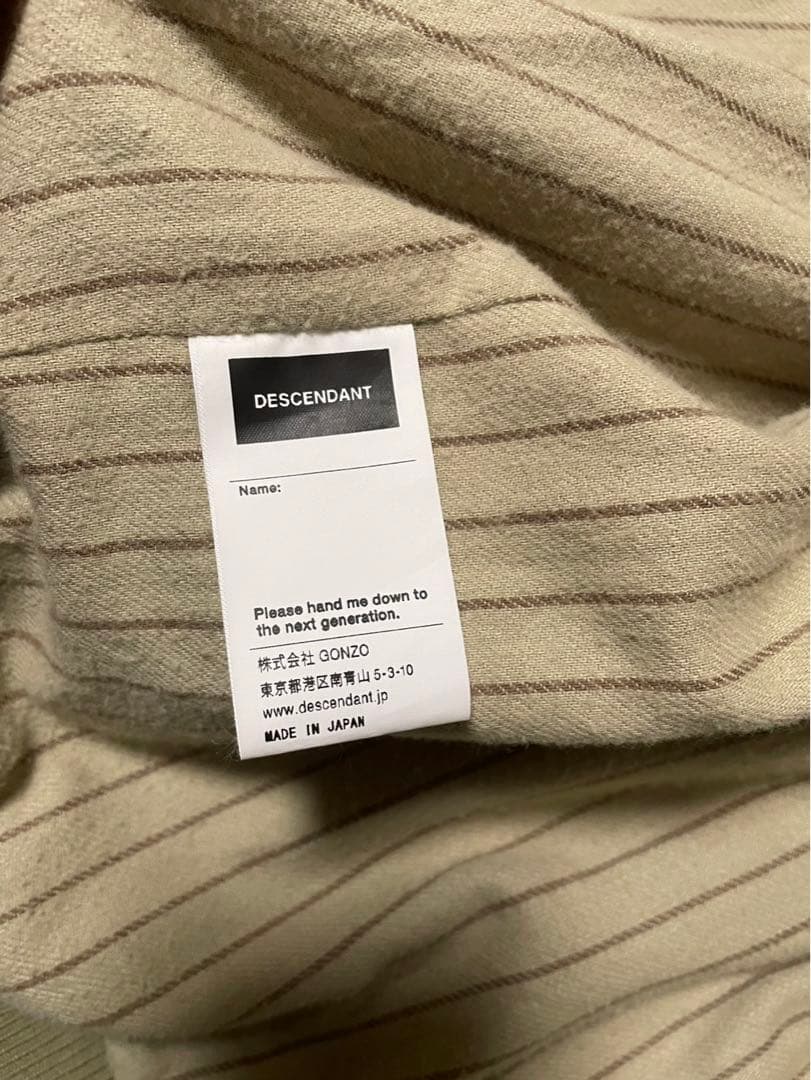 DESCENDANT
Name:
Please hand me down to
the next generation.
株式会社 GONZO
東京都港区南青山 5-3-10
www.descendant.jp
MADE IN JAPAN